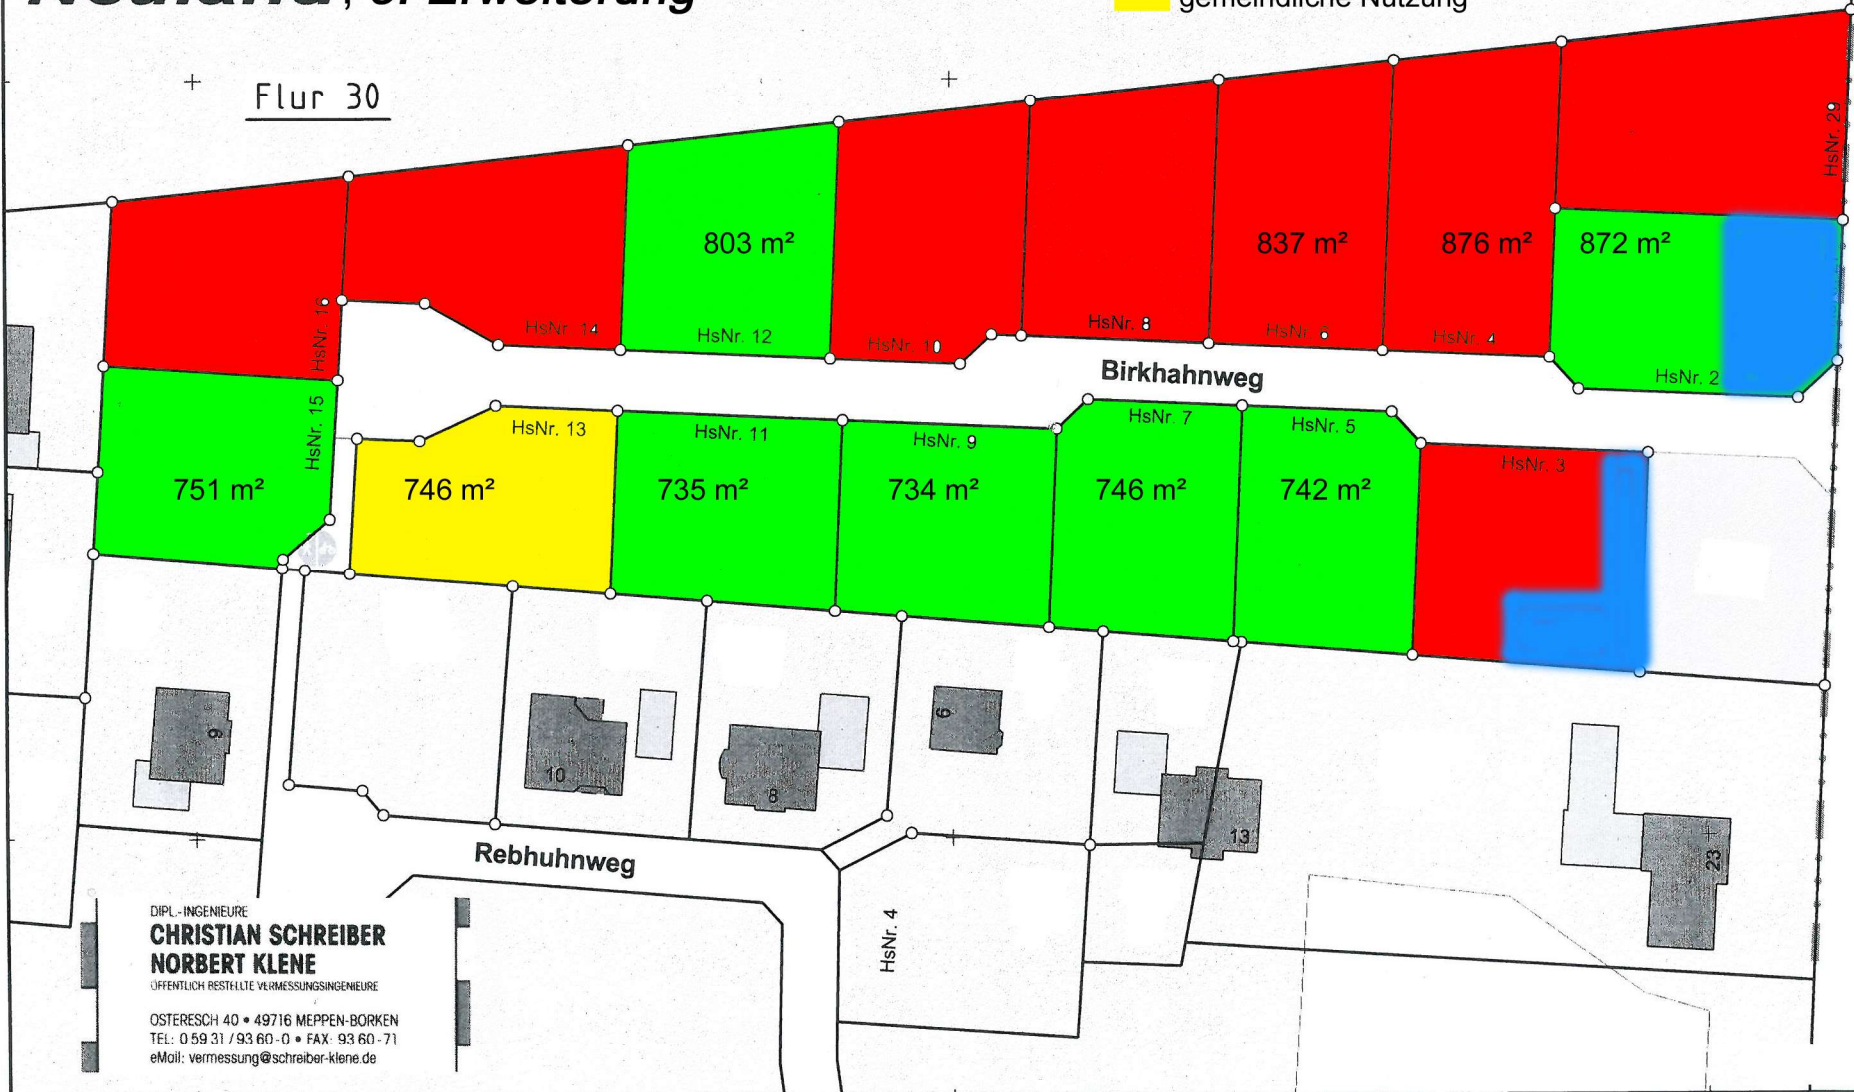 Neuland, 3. Erweiterung
gemeindliche Nutzung
Flur 30
HsNr. 29
803 m²
837 m²
876 m²
872 m²
HsNr. 16
HsNr. 14
HsNr. 12
HsNr. 10
HsNr. 8
HsNr. 4
HsNr. 2
Birkhahnweg
HsNr. 15
HsNr. 13
HsNr. 11
HsNr. 9
HsNr. 7
HsNr. 5
HsNr. 3
751 m²
746 m²
735 m²
734 m²
746 m²
742 m²
9
10
8
6
13
23
Rebhuhnweg
HsNr. 4
DIPL.-INGENIEURE
CHRISTIAN SCHREIBER
NORBERT KLENE
ÖFFENTLICH BESTELLTE VERMESSUNGSINGENIEURE
OSTERESCH 40 • 49716 MEPPEN-BORKEN
TEL: 0 59 31 / 93 60-0 • FAX: 93 60-71
eMail: vermessung@schreiber-klene.de